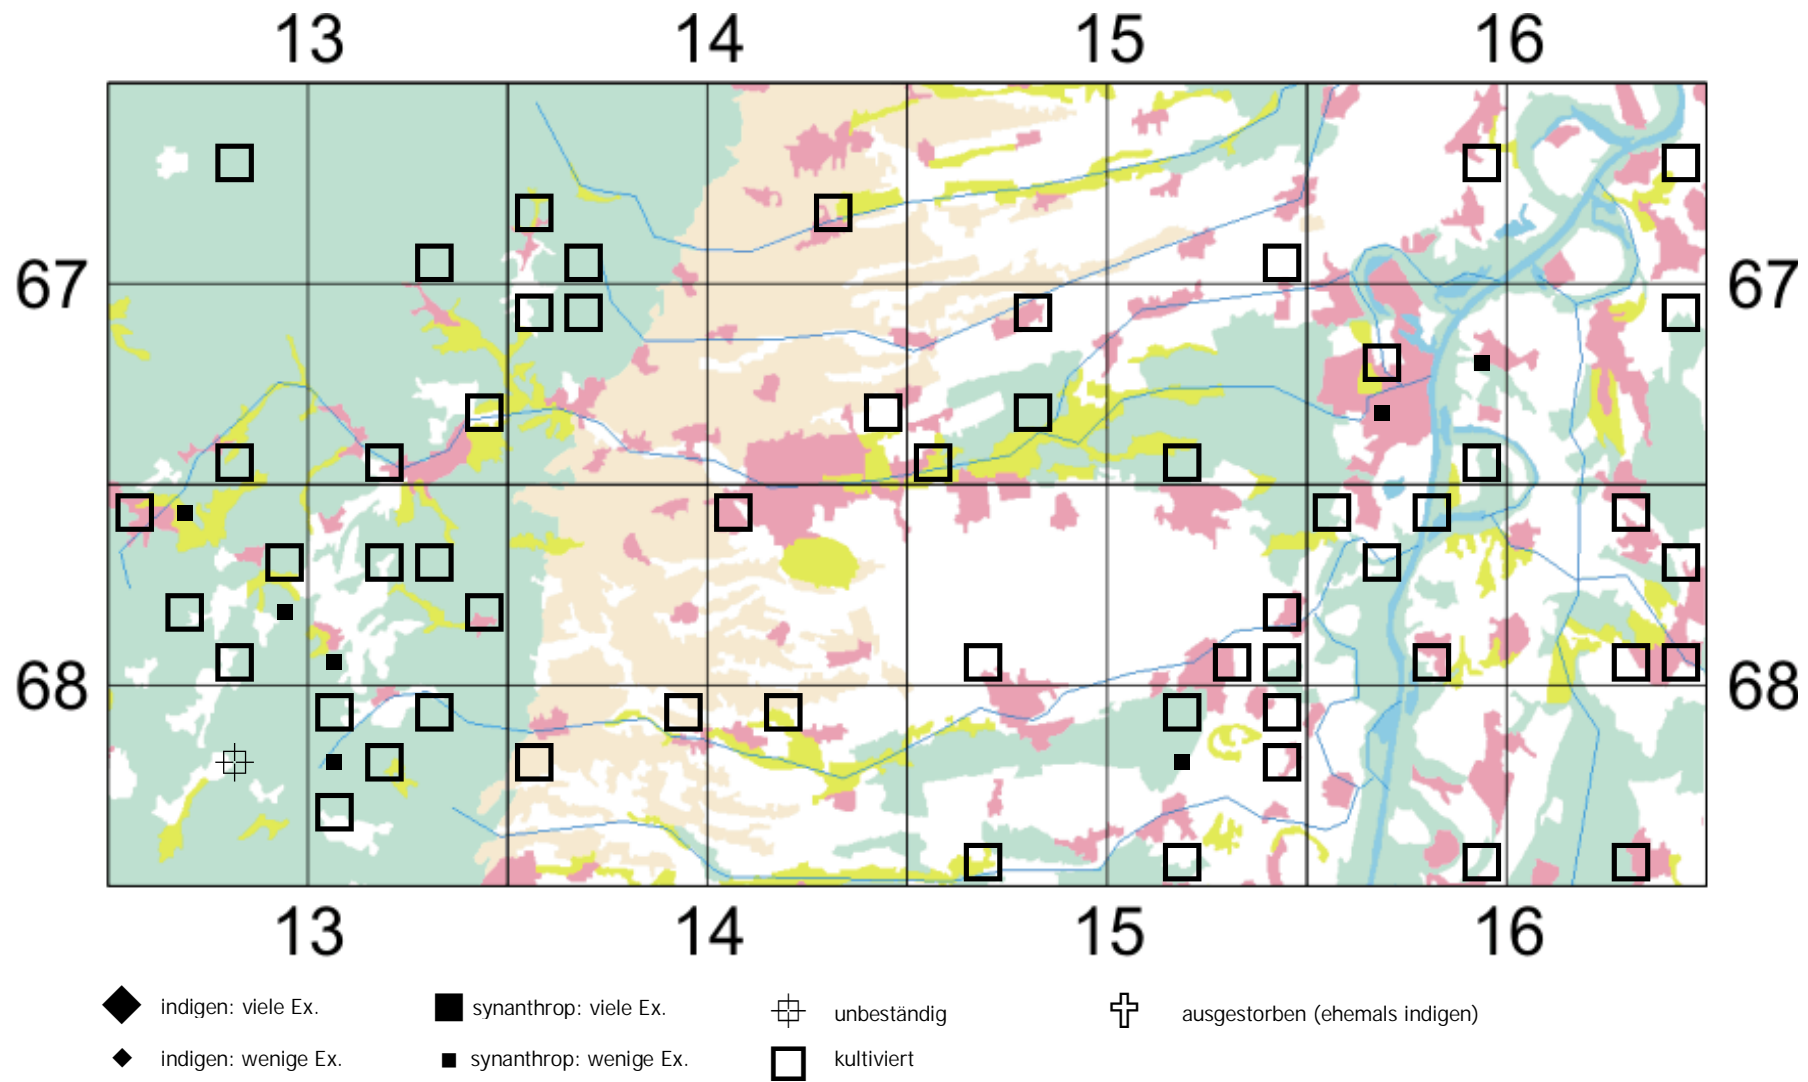 13 14 15 16
67 67
68 68
13 14 15 16
indigen: viele Ex. synanthrop: viele Ex. unbeständig ausgestorben (ehemals indigen)
indigen: wenige Ex. synanthrop: wenige Ex. kultiviert